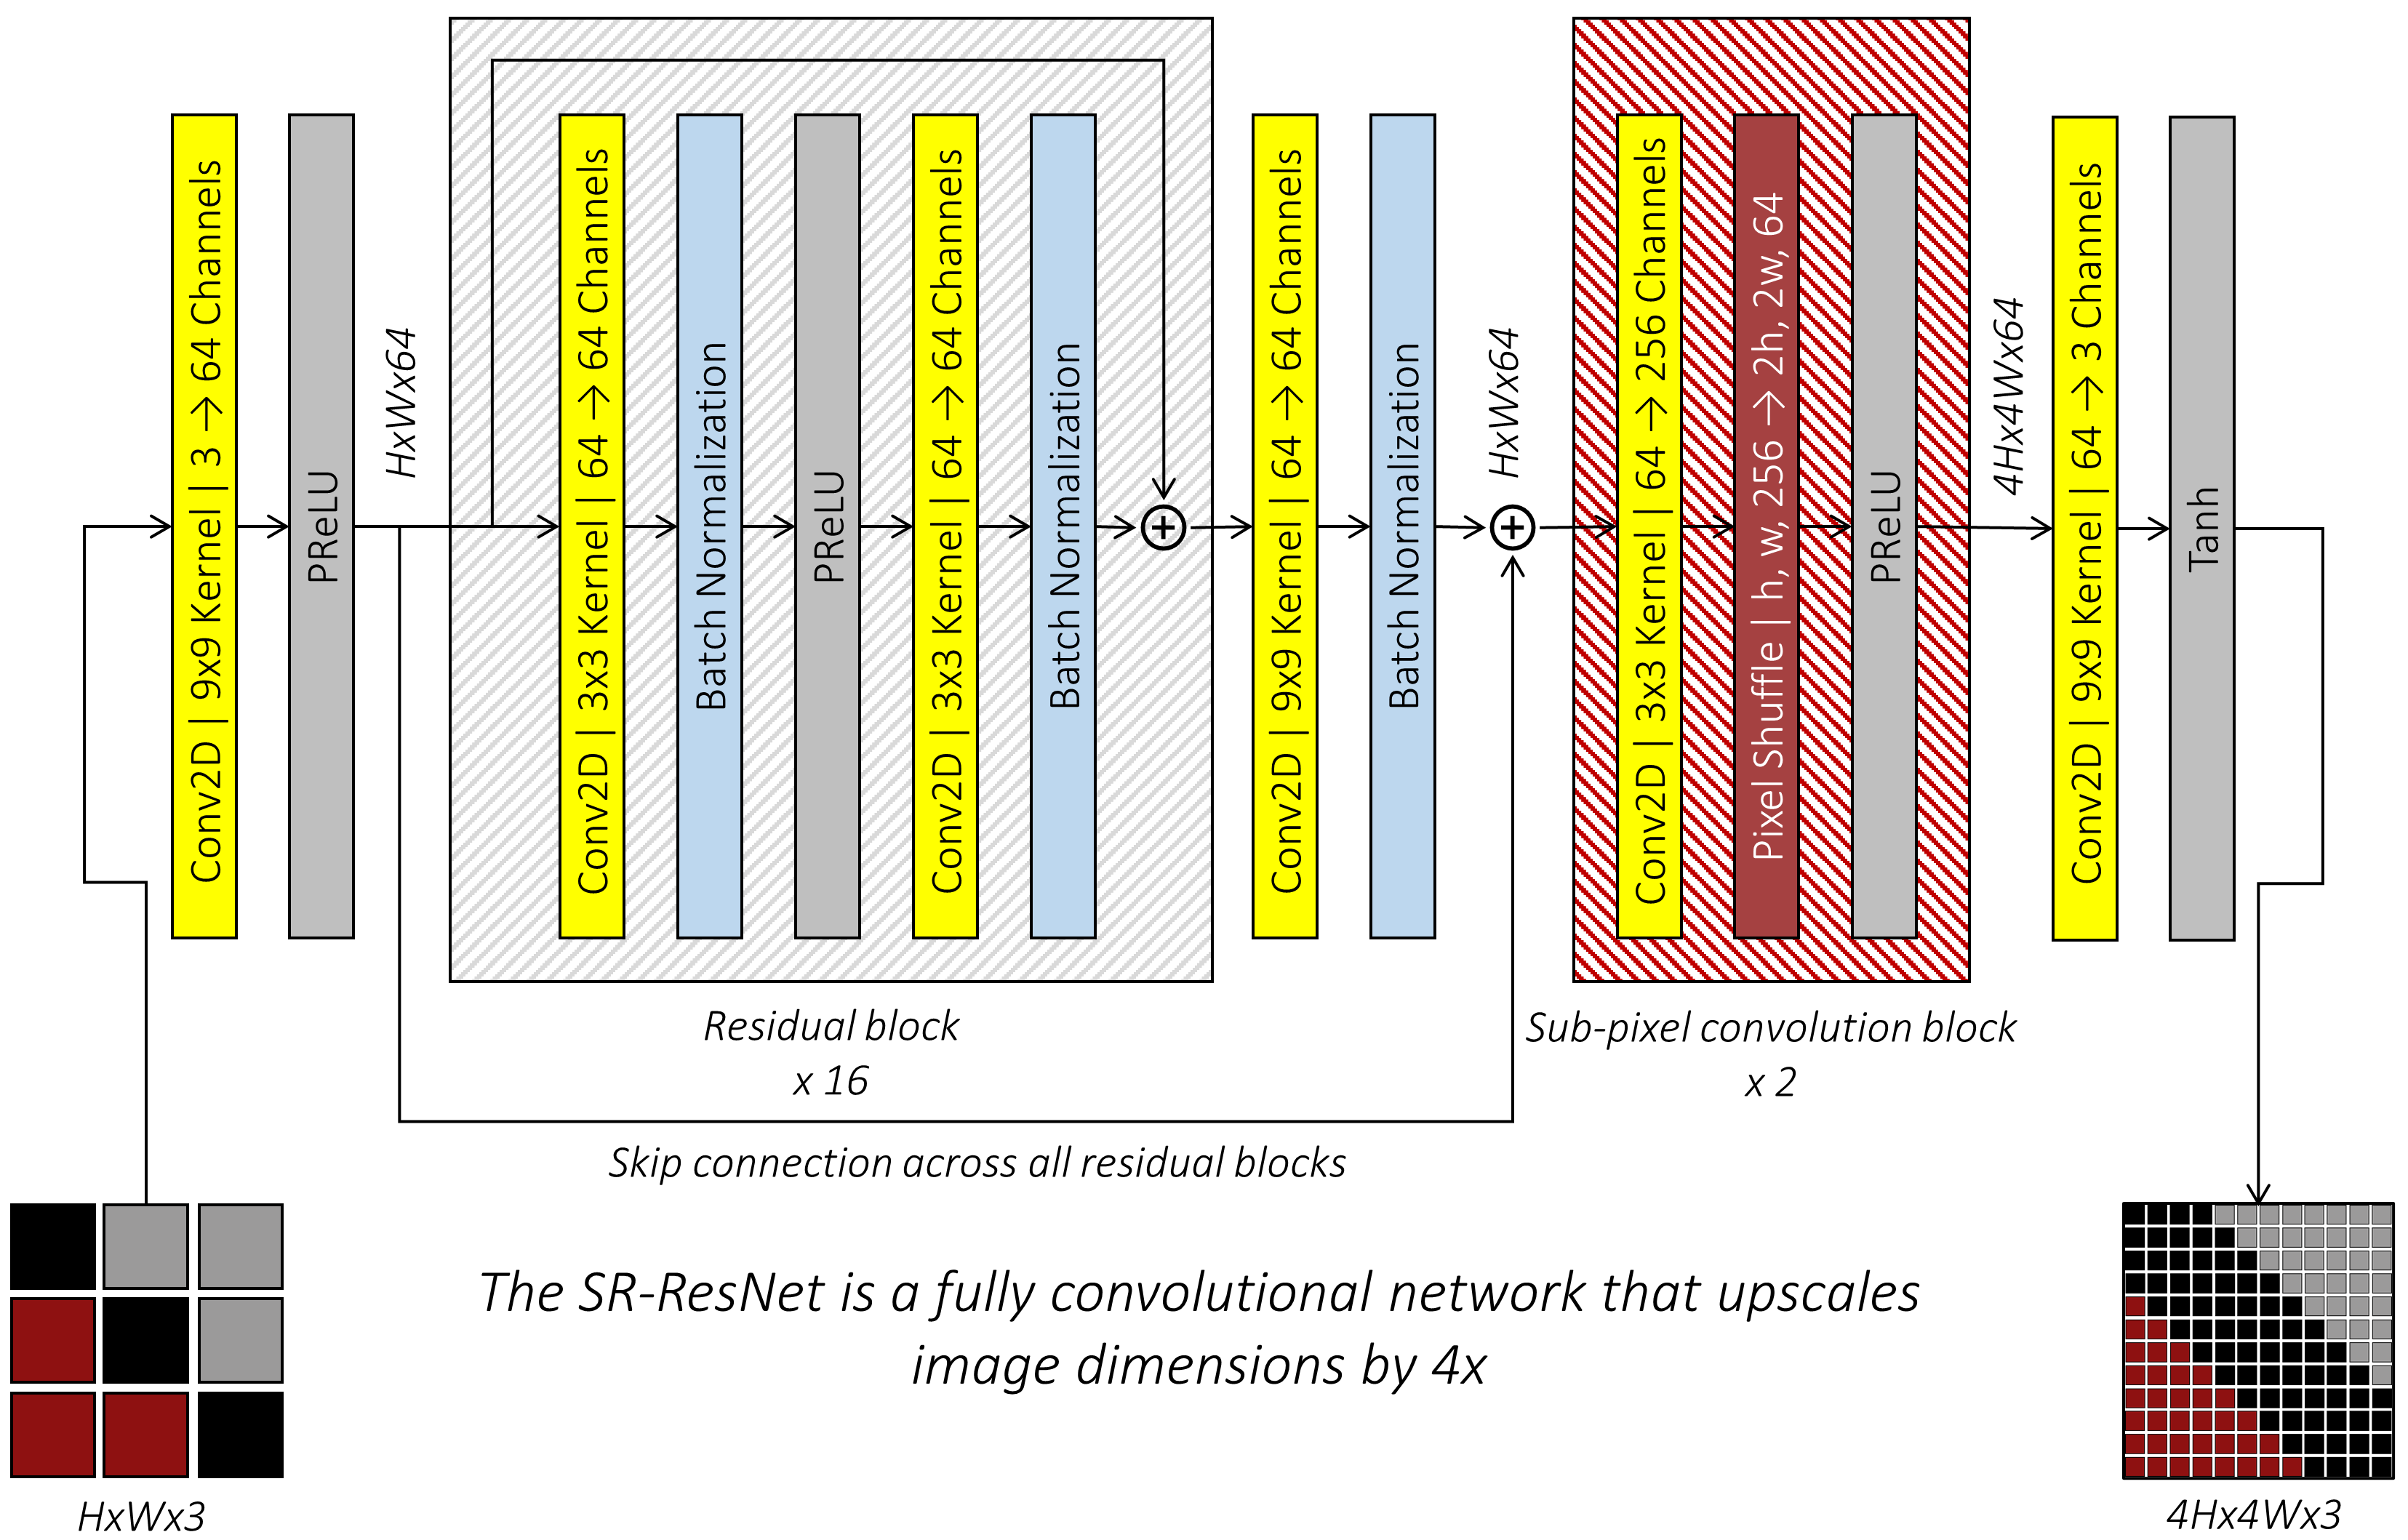 Conv2D | 9x9 Kernel | 3 → 64 Channels
PReLU
HxWx64
Conv2D | 3x3 Kernel | 64 → 64 Channels
Batch Normalization
PReLU
Conv2D | 3x3 Kernel | 64 → 64 Channels
Batch Normalization
Conv2D | 9x9 Kernel | 64 → 64 Channels
Batch Normalization
HxWx64
Conv2D | 3x3 Kernel | 64 → 256 Channels
Pixel Shuffle | h, w, 256 → 2h, 2w, 64
PReLU
4Hx4Wx64
Conv2D | 9x9 Kernel | 64 → 3 Channels
Tanh
Residual block
x 16
Sub-pixel convolution block
x 2
Skip connection across all residual blocks
The SR-ResNet is a fully convolutional network that upscales
image dimensions by 4x
HxWx3
4Hx4Wx3